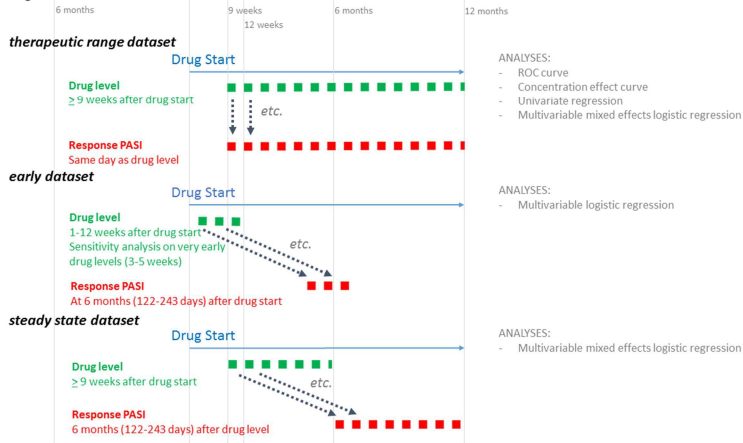 6 months
9 weeks
6 months
12 months
12 weeks
therapeutic range dataset
Drug Start
Drug level
≥ 9 weeks after drug start
etc.
Response PASI
Same day as drug level
ANALYSES:
- ROC curve
- Concentration effect curve
- Univariate regression
- Multivariable mixed effects logistic regression
early dataset
Drug Start
Drug level
1-12 weeks after drug start
Sensitivity analysis on very early
drug levels (3-5 weeks)
etc.
Response PASI
At 6 months (122-243 days) after drug start
ANALYSES:
- Multivariable logistic regression
steady state dataset
Drug Start
Drug level
≥ 9 weeks after drug start
etc.
Response PASI
6 months (122-243 days) after drug level
ANALYSES:
- Multivariable mixed effects logistic regression